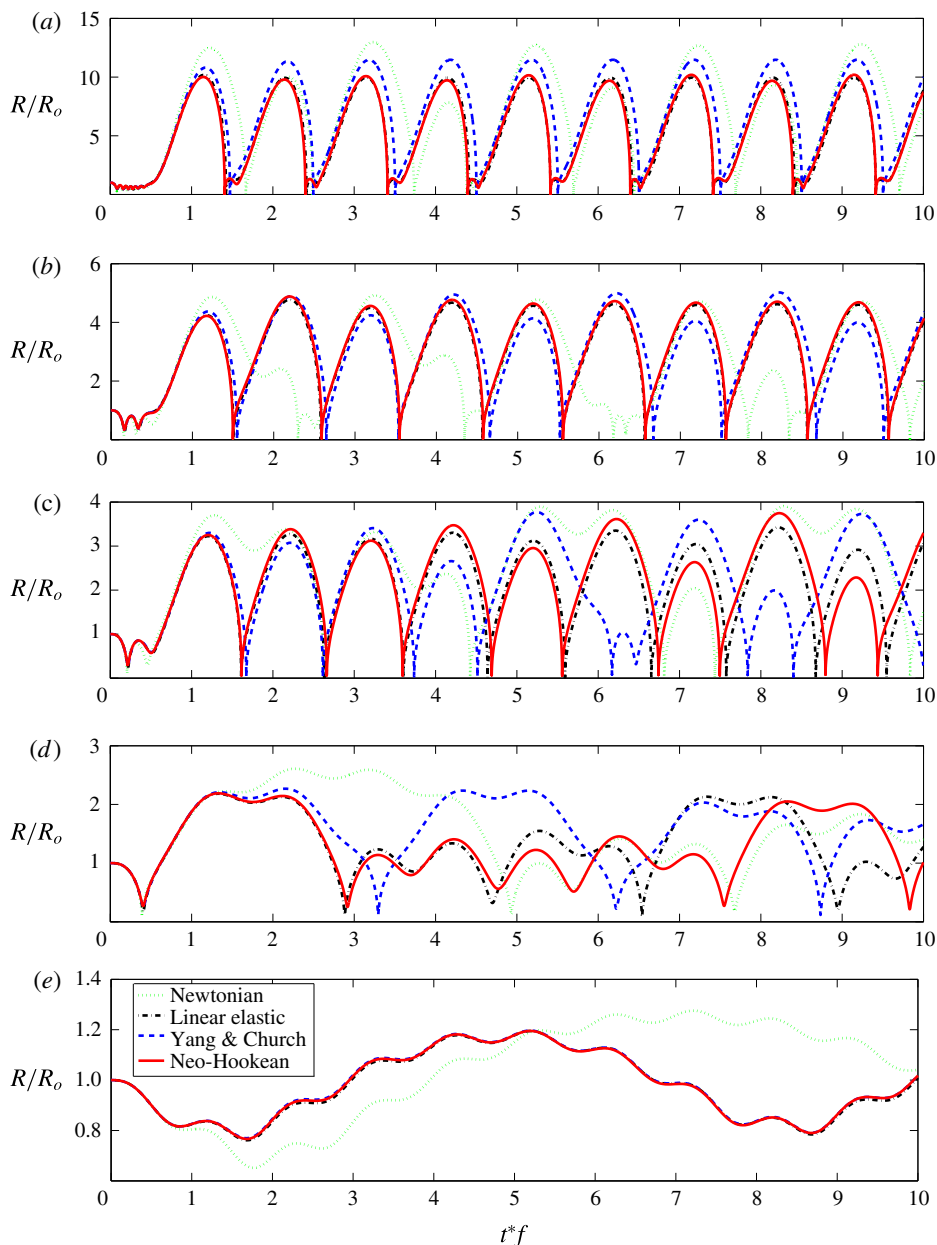 (a)
15
10
5
R/Ro
0 1 2 3 4 5 6 7 8 9 10
(b)
6
4
2
R/Ro
0 1 2 3 4 5 6 7 8 9 10
(c)
4
3
2
1
R/Ro
0 1 2 3 4 5 6 7 8 9 10
(d)
3
2
1
R/Ro
0 1 2 3 4 5 6 7 8 9 10
(e)
1.4
1.2
1.0
0.8
R/Ro
Newtonian
Linear elastic
Yang & Church
Neo-Hookean
0 1 2 3 4 5 6 7 8 9 10
t*f